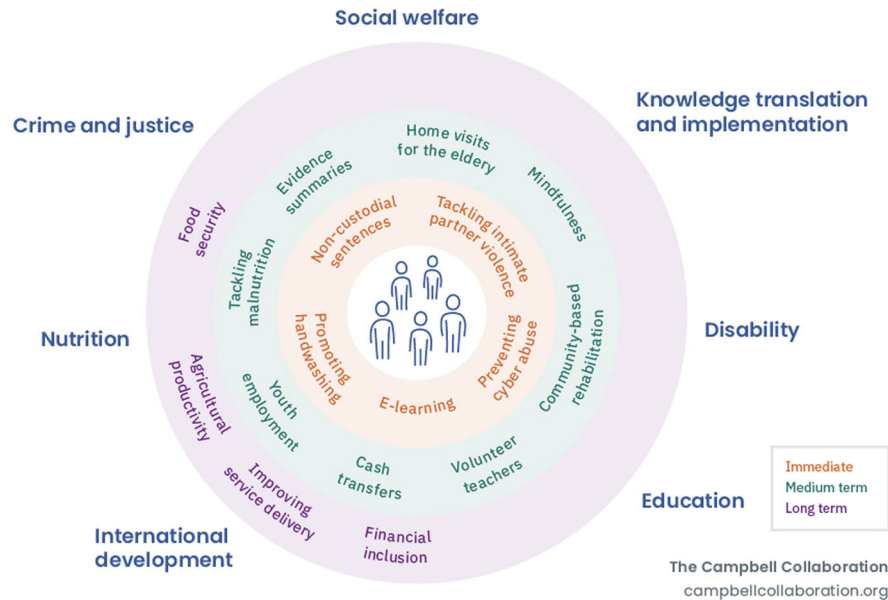 Social welfare
Knowledge translation
and implementation
Crime and justice
Home visits
for the eldery
Evidence
summaries
Mindfulness
Non-custodial
sentences
Tackling intimate
partner violence
Food
security
Tackling
malnutrition
Community-based
rehabilitation
Disability
Nutrition
Promoting
handwashing
Preventing
cyber abuse
E-learning
Agricultural
productivity
Youth
employment
Cash
transfers
Volunteer
teachers
Improving
service delivery
Financial
inclusion
Education
International
development
Immediate
Medium term
Long term
The Campbell Collaboration
campbellcollaboration.org